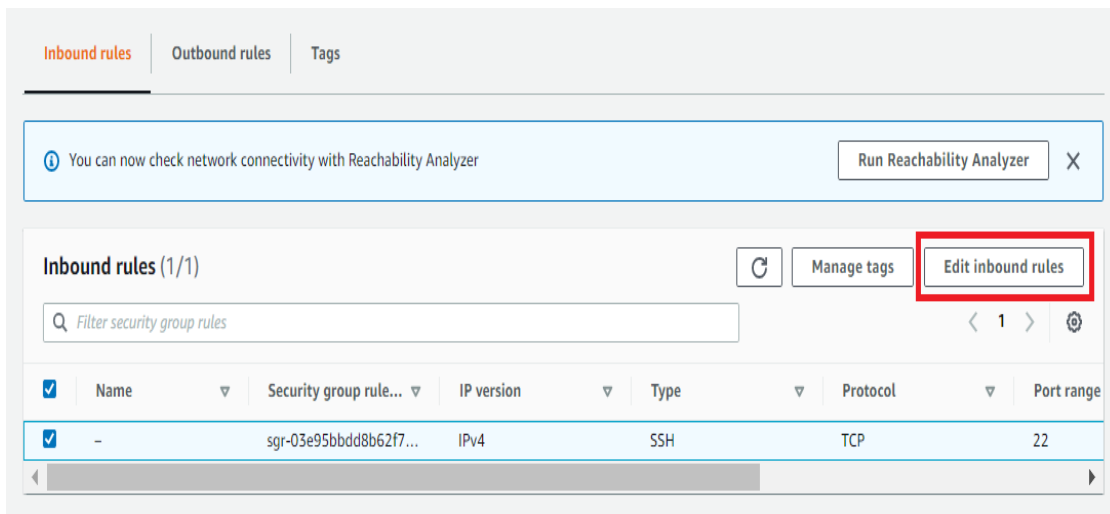 Inbound rules Outbound rules Tags
You can now check network connectivity with Reachability Analyzer Run Reachability Analyzer
Inbound rules (1/1) Manage tags Edit inbound rules
Filter security group rules 1
Name Security group rule... IP version Type Protocol Port range
– sgr-03e95bbdd8b62f7... IPv4 SSH TCP 22